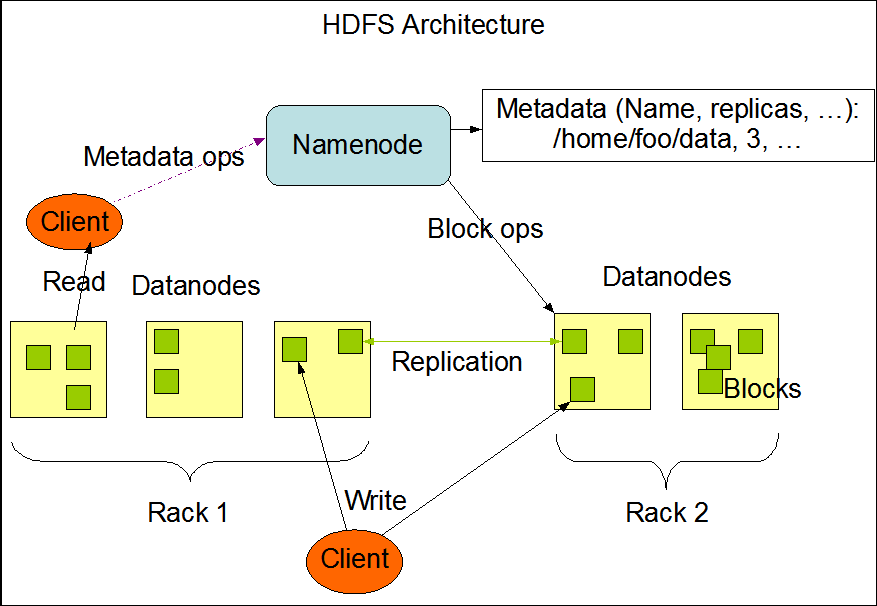 HDFS Architecture
Metadata (Name, replicas, …):
/home/foo/data, 3, …
Namenode
Metadata ops
Client
Block ops
Read
Datanodes
Datanodes
Replication
Blocks
Rack 1
Write
Rack 2
Client